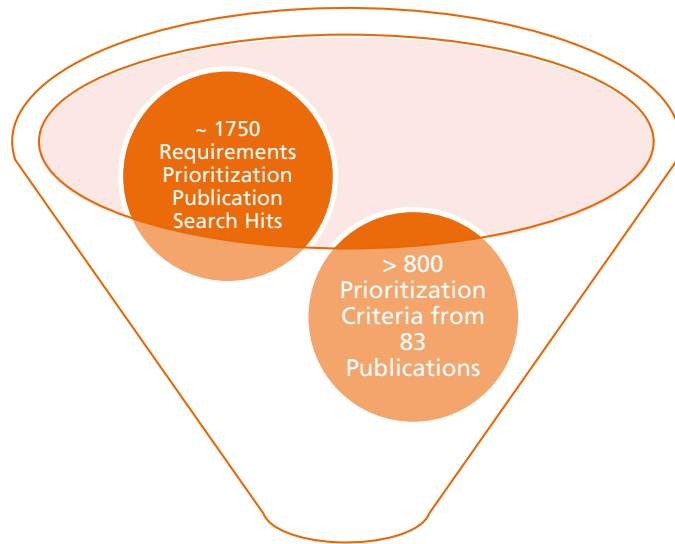 ~ 1750
Requirements
Prioritization
Publication
Search Hits
> 800
Prioritization
Criteria from
83
Publications